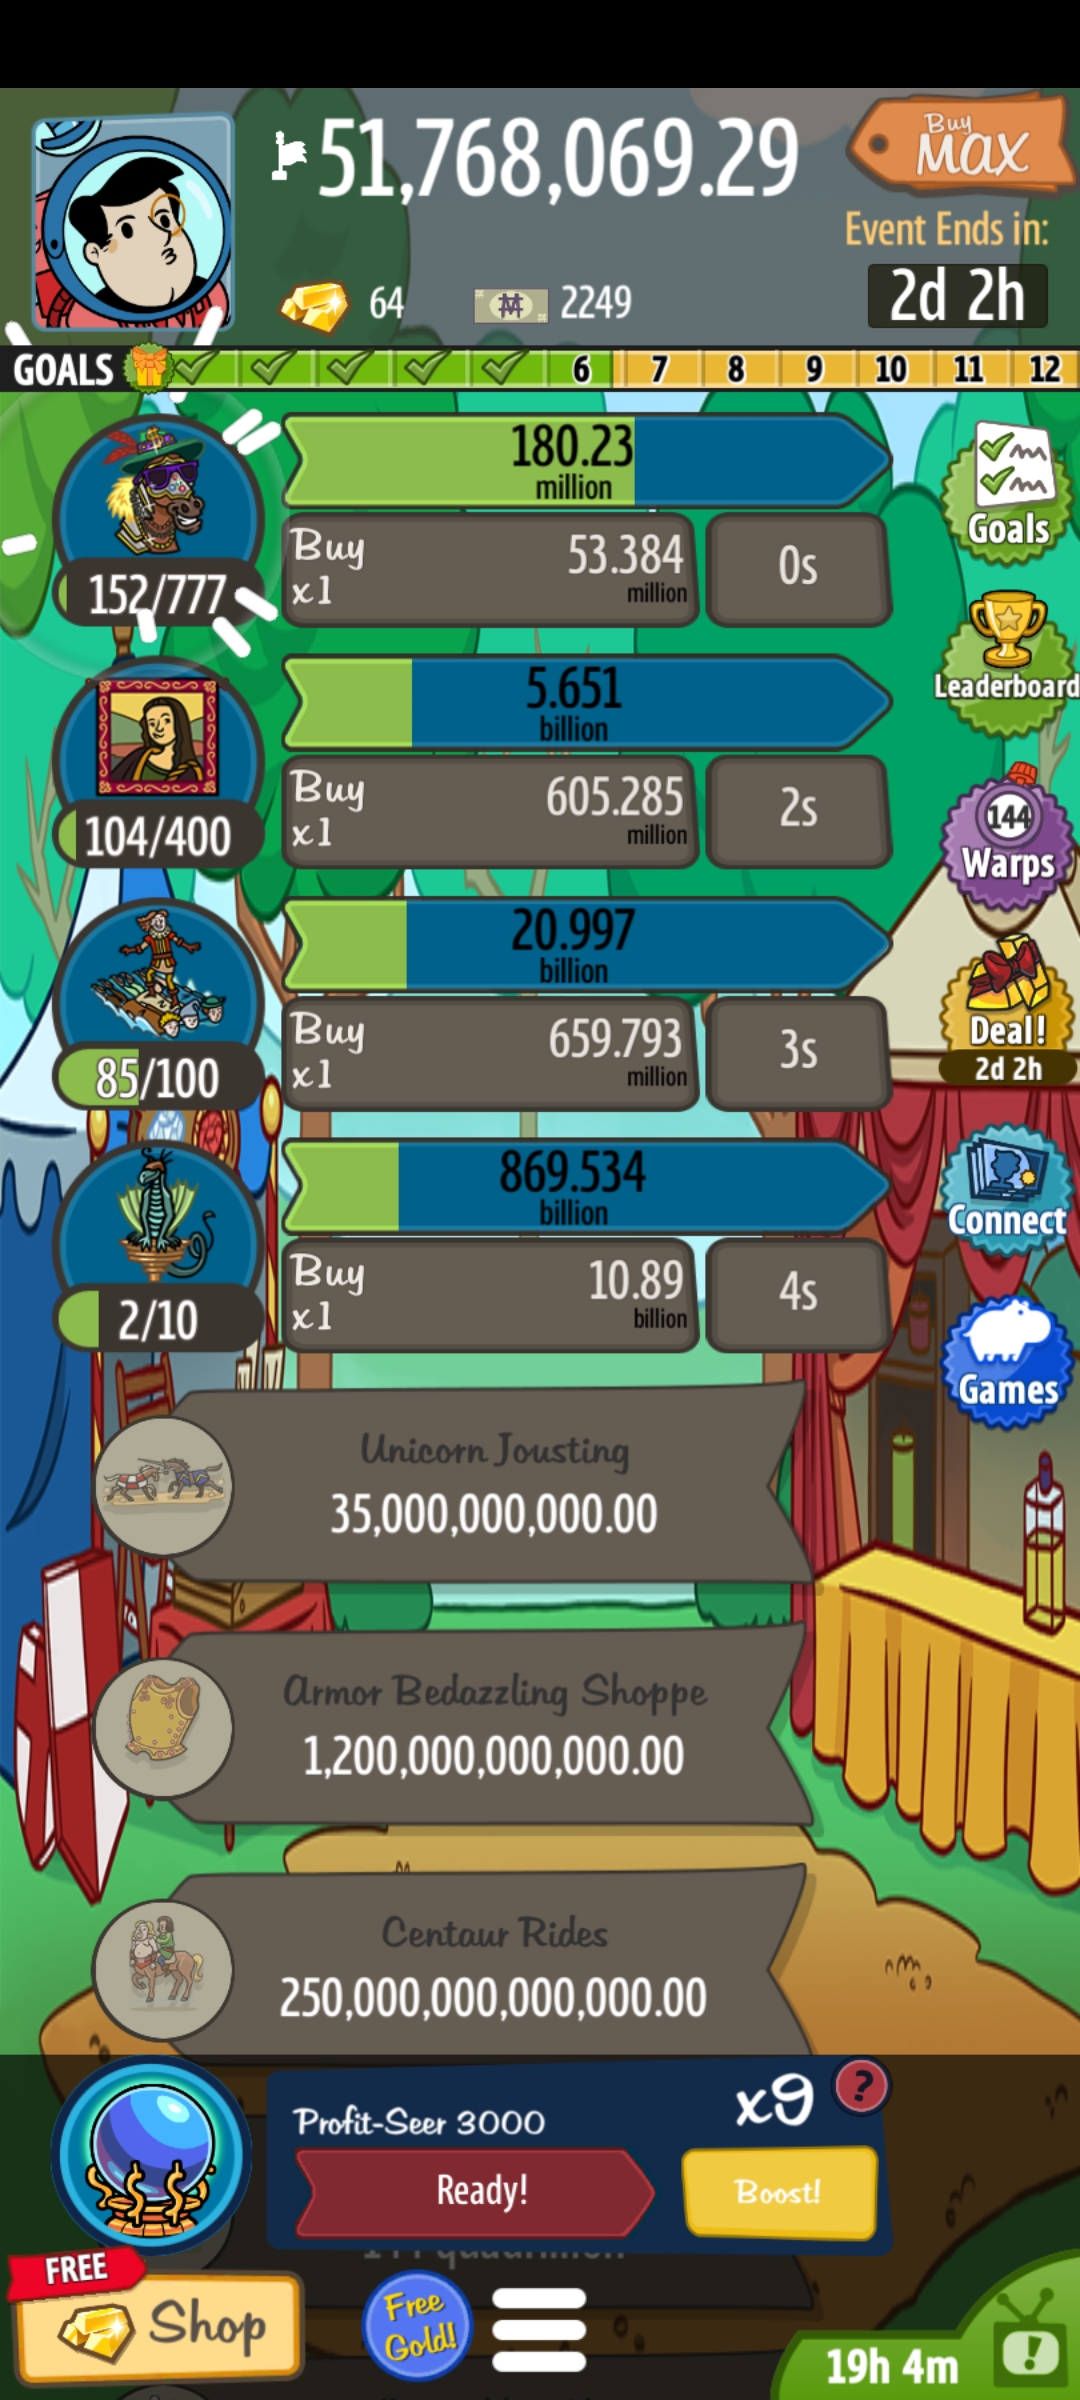 51,768,069.29
Buy
MAX
Event Ends in:
64
2249
2d 2h
GOALS
6
7
8
9
10
11
12
180.23
million
Buy
x1
53.384
million
0s
152/777
Goals
5.651
billion
Buy
x1
605.285
million
2s
104/400
Leaderboard
144
Warps
20.997
billion
Buy
x1
659.793
million
3s
85/100
Deal!
2d 2h
869.534
billion
Buy
x1
10.89
billion
4s
2/10
Connect
Games
Unicorn Jousting
35,000,000,000.00
Armor Bedazzling Shoppe
1,200,000,000,000.00
Centaur Rides
250,000,000,000,000.00
Profit-Seer 3000
x9
?
Ready!
Boost!
FREE
Shop
Free
Gold!
19h 4m
!